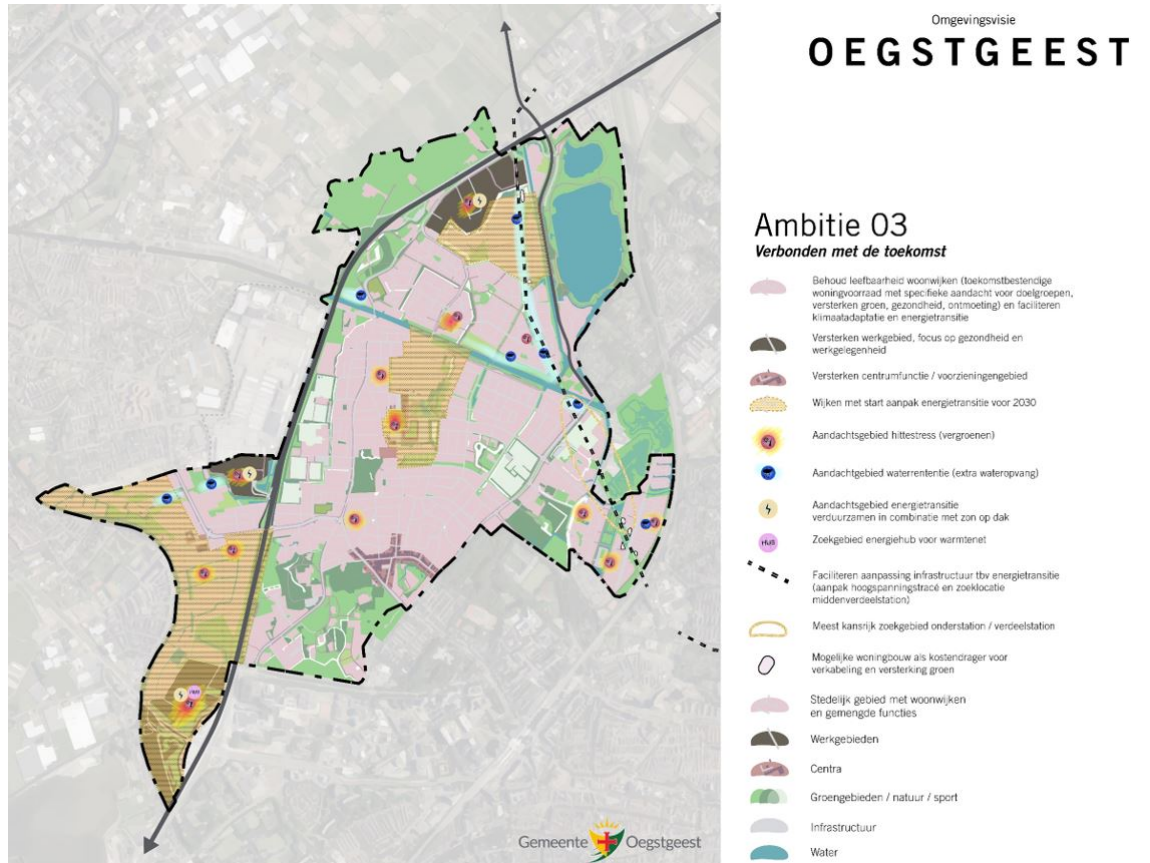 Omgevingsvisie
OEGSTGEEST
Ambitie 03
Verbonden met de toekomst
Behoud leefbaarheid woonwijken (toekomstbestendige
woningvoorraad met specifieke aandacht voor doelgroepen,
versterken groen, gezondheid, ontmoeting) en faciliteren
klimaatadaptatie en energietransitie
Versterken werkgebied, focus op gezondheid en
werkgelegenheid
Versterken centrumfunctie / voorzieningengebied
Wijken met start aanpak energietransitie voor 2030
Aandachtsgebied hittestress (vergroenen)
Aandachtgebied waterrententie (extra wateropvang)
Aandachtsgebied energietransitie
verduurzamen in combinatie met zon op dak
HUB
Zoekgebied energiehub voor warmtenet
Faciliteren aanpassing infrastructuur tbv energietransitie
(aanpak hoogspanningstracé en zoeklocatie
middenverdeelstation)
Meest kansrijk zoekgebied onderstation / verdeelstation
Mogelijke woningbouw als kostendrager voor
verkabeling en versterking groen
Stedelijk gebied met woonwijken
en gemengde functies
Werkgebieden
Centra
Groengebieden / natuur / sport
Infrastructuur
Water
HUB
Gemeente Oegstgeest